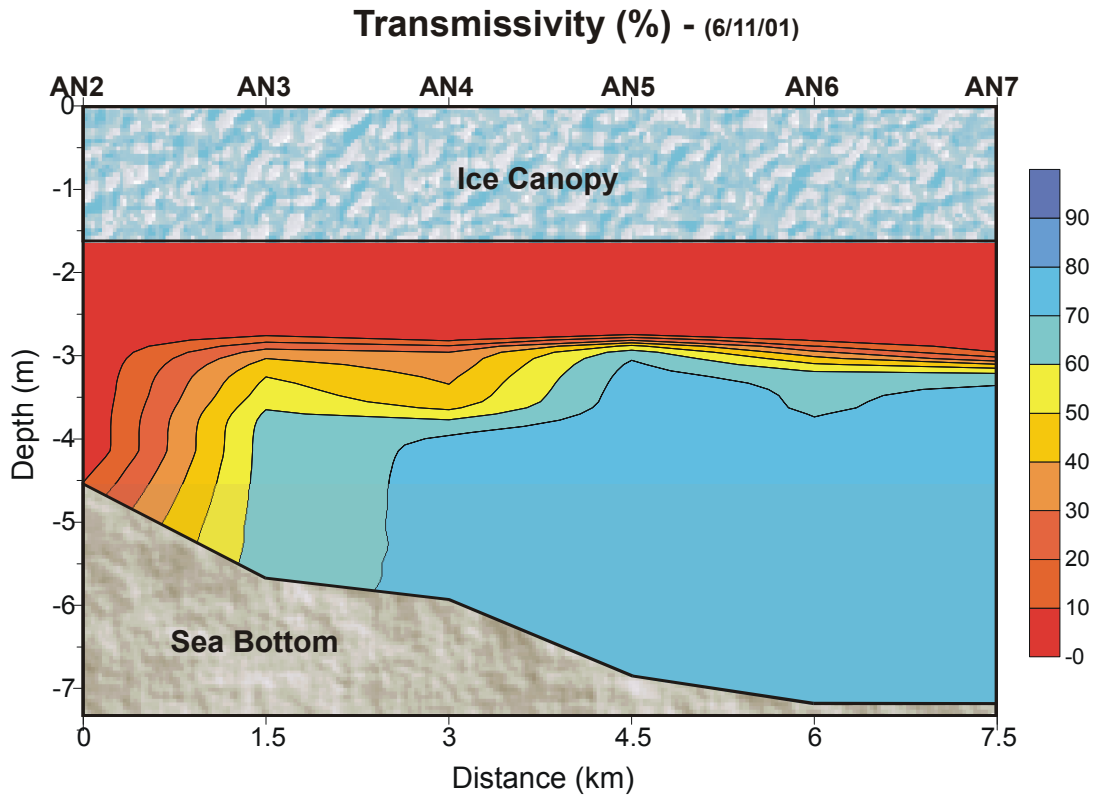 Transmissivity (%) - (6/11/01)
AN2 AN3 AN4 AN5 AN6 AN7
0
-1
-2
-3
-4
-5
-6
-7
Depth (m)
Ice Canopy
Sea Bottom
0 1.5 3 4.5 6 7.5
Distance (km)
90
80
70
60
50
40
30
20
10
-0